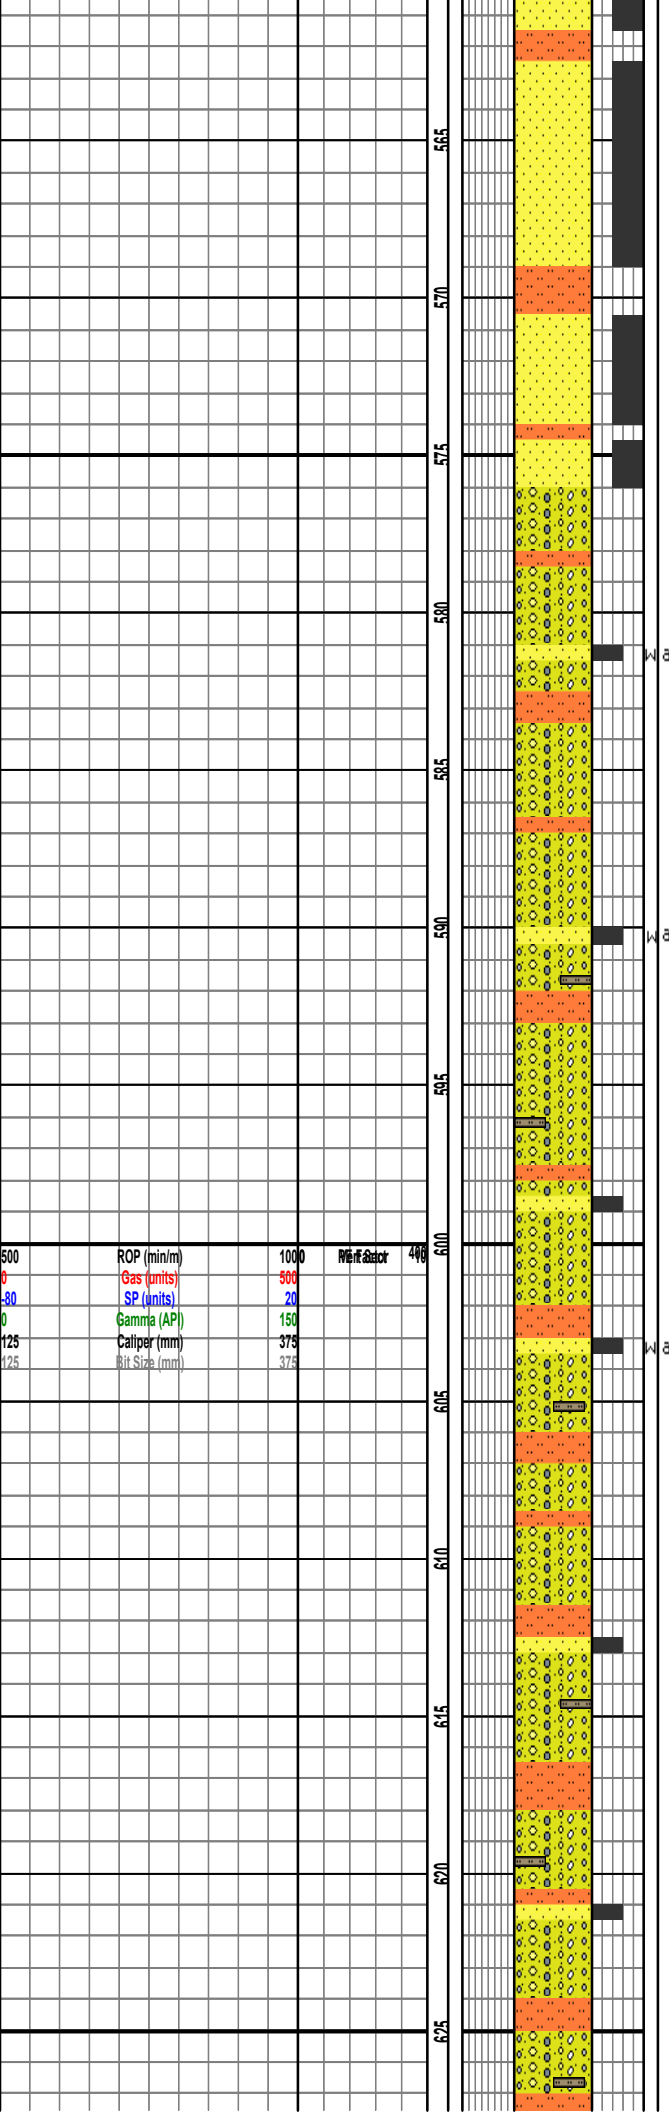 565
570
575
580
585
590
595
600
500 ROP (min/m) 1000
0 Gas (units) 500
-80 SP (units) 20
0 Gamma (API) 150
125 Caliper (mm) 375
125 Bit Size (mm) 375
605
610
615
620
625